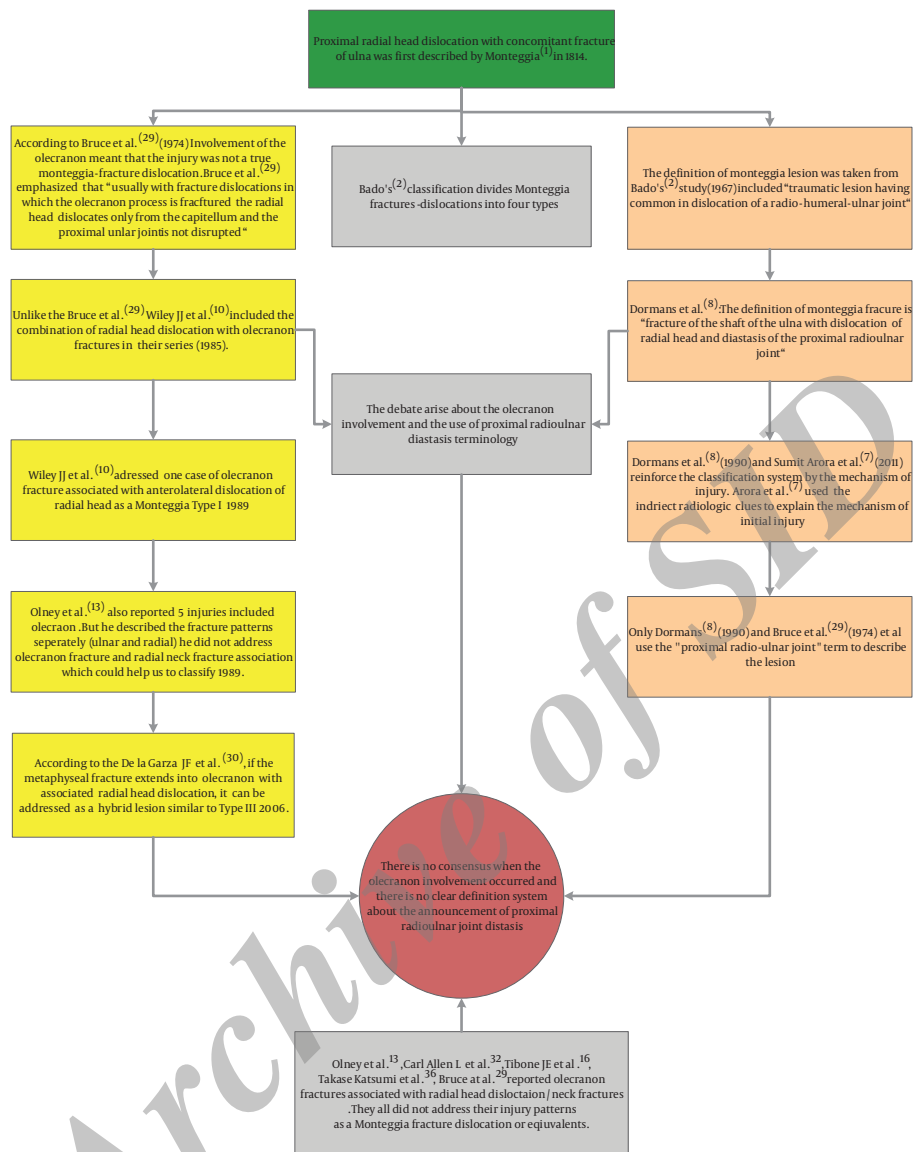 Proximal radial head dislocation with concomitant fracture
of ulna was first described by Monteggia(1) in 1814.
According to Bruce et al.(29)(1974) Involvement of the
olecranon meant that the injury was not a true
monteggia-fracture dislocation.Bruce et al.(29)
emphasized that "usually with fracture dislocations in
which the olecranon process is fracftured the radial
head dislocates only from the capitellum and the
proximal unlar jointis not disrupted"
Bado's(2)classification divides Monteggia
fractures -dislocations into four types
The definition of monteggia lesion was taken from
Bado's(2)study(1967)included"traumatic lesion having
common in dislocation of a radio-humeral-ulnar joint"
Unlike the Bruce et al.(29) Wiley JJ et al.(10)included the
combination of radial head dislocation with olecranon
fractures in their series (1985).
Dormans et al.(8):The definition of monteggia fracure is
"fracture of the shaft of the ulna with dislocation of
radial head and diastasis of the proximal radioulnar
joint"
The debate arise about the olecranon
involvement and the use of proximal radioulnar
diastasis terminology
Wiley JJ et al.(10)adressed one case of olecranon
fracture associated with anterolateral dislocation of
radial head as a Monteggia Type I 1989
Dormans et al.(8)(1990)and Sumit Arora et al.(7)(2011)
reinforce the classification system by the mechanism of
injury. Arora et al.(7) used the
indriect radiologic clues to explain the mechanism of
initial injury
Olney et al.(13) also reported 5 injuries included
olecraon .But he described the fracture patterns
seperately (ulnar and radial) he did not address
olecranon fracture and radial neck fracture association
which could help us to classify 1989.
Only Dormans(8)(1990)and Bruce et al.(29)(1974) et al
use the "proximal radio-ulnar joint" term to describe
the lesion
According to the De la Garza JF et al.(30), if the
metaphyseal fracture extends into olecranon with
associated radial head dislocation, it can be
addressed as a hybrid lesion similar to Type III 2006.
There is no consensus when the
olecranon involvement occurred and
there is no clear definition system
about the announcement of proximal
radioulnar joint distasis
Olney et al.13,Carl Allen L et al.32,Tibone JE et al.16,
Takase Katsumi et al.36, Bruce at al.29reported olecranon
fractures associated with radial head disloctaion / neck fractures
.They all did not address their injury patterns
as a Monteggia fracture dislocation or eqiuvalents.
Archive of SID